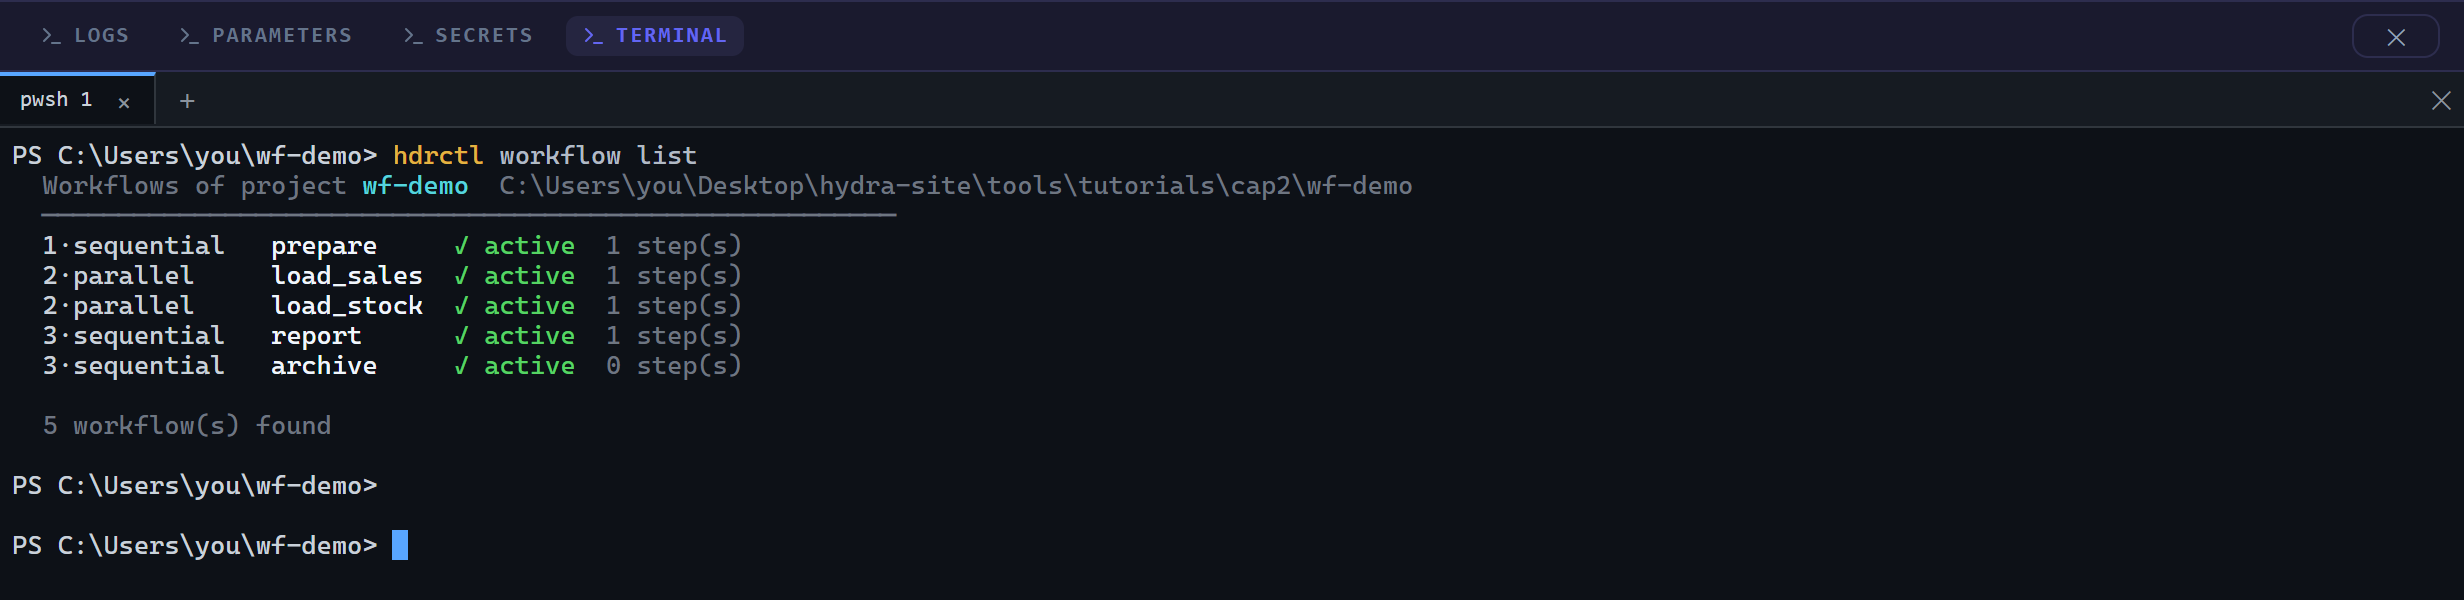 >_ LOGS >_ PARAMETERS >_ SECRETS >_ TERMINAL ×
pwsh 1 × + ×
PS C:\Users\you\wf-demo> hdrctl workflow list
Workflows of project wf-demo C:\Users\you\Desktop\hydra-site\tools\tutorials\cap2\wf-demo
1·sequential prepare √ active 1 step(s)
2·parallel load_sales √ active 1 step(s)
2·parallel load_stock √ active 1 step(s)
3·sequential report √ active 1 step(s)
3·sequential archive √ active 0 step(s)
5 workflow(s) found
PS C:\Users\you\wf-demo>
PS C:\Users\you\wf-demo>